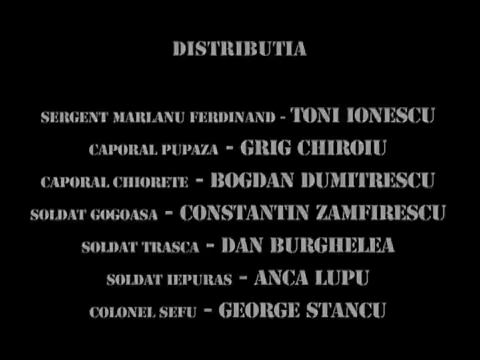 DISTRIBUTIA
SERGENT MARLANU FERDINAND - TONI IONESCU
CAPORAL PUPAZA - GRIG CHIROIU
CAPORAL CHIORETE - BOGDAN DUMITRESCU
SOLDAT GOGOASA - CONSTANTIN ZAMFIRESCU
SOLDAT TRASCA - DAN BURGHELEA
SOLDAT IEPURAS - ANCA LUPU
COLONEL SEFU - GEORGE STANCU